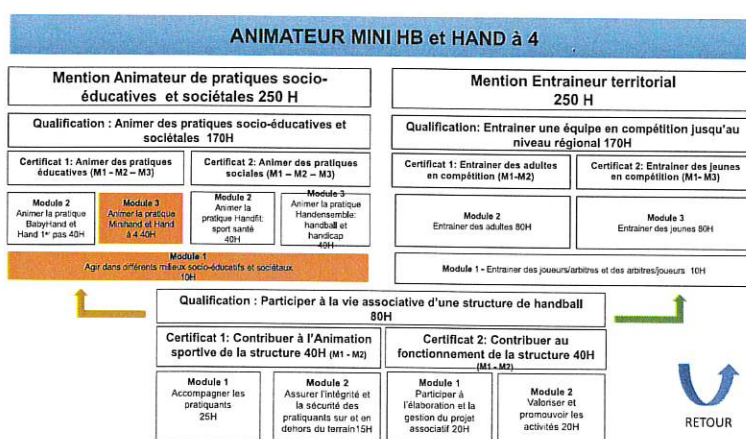 ANIMATEUR MINI HB et HAND à 4
Mention Animateur de pratiques socio-
éducatives et sociétales 250 H
Qualification : Animer des pratiques socio-éducatives et
sociétales 170H
Certificat 1: Animer des pratiques
éducatives (M1 - M2 – M3)
Certificat 2: Animer des pratiques
sociales (M1 – M2 – M3)
Module 2
Animer la pratique
BabyHand et
Hand 1er pas 40H
Module 3
Animer la pratique
Minihand et Hand
à 4 40H
Module 2
Animer la
pratique Handfit:
sport santé
40H
Module 3
Animer la pratique
Handensemble:
handball et
handicap
40H
Module 1
Agir dans différents milieux socio-éducatifs et sociétaux
10H
Mention Entraineur territorial
250 H
Qualification: Entrainer une équipe en compétition jusqu'au
niveau régional 170H
Certificat 1: Entrainer des adultes
en compétition (M1-M2)
Certificat 2: Entrainer des jeunes
en compétition (M1- M3)
Module 2
Entrainer des adultes 80H
Module 3
Entrainer des jeunes 80H
Module 1 - Entrainer des joueurs/arbitres et des arbitres/joueurs 10H
Qualification : Participer à la vie associative d'une structure de handball
80H
Certificat 1: Contribuer à l'Animation
sportive de la structure 40H (M1 - M2)
Certificat 2: Contribuer au
fonctionnement de la structure 40H
(M1 - M2)
Module 1
Accompagner les
pratiquants
25H
Module 2
Assurer l'intégrité et
la sécurité des
pratiquants sur et en
dehors du terrain 15H
Module 1
Participer à
l'élaboration et la
gestion du projet
associatif 20H
Module 2
Valoriser et
promouvoir les
activités 20H
RETOUR